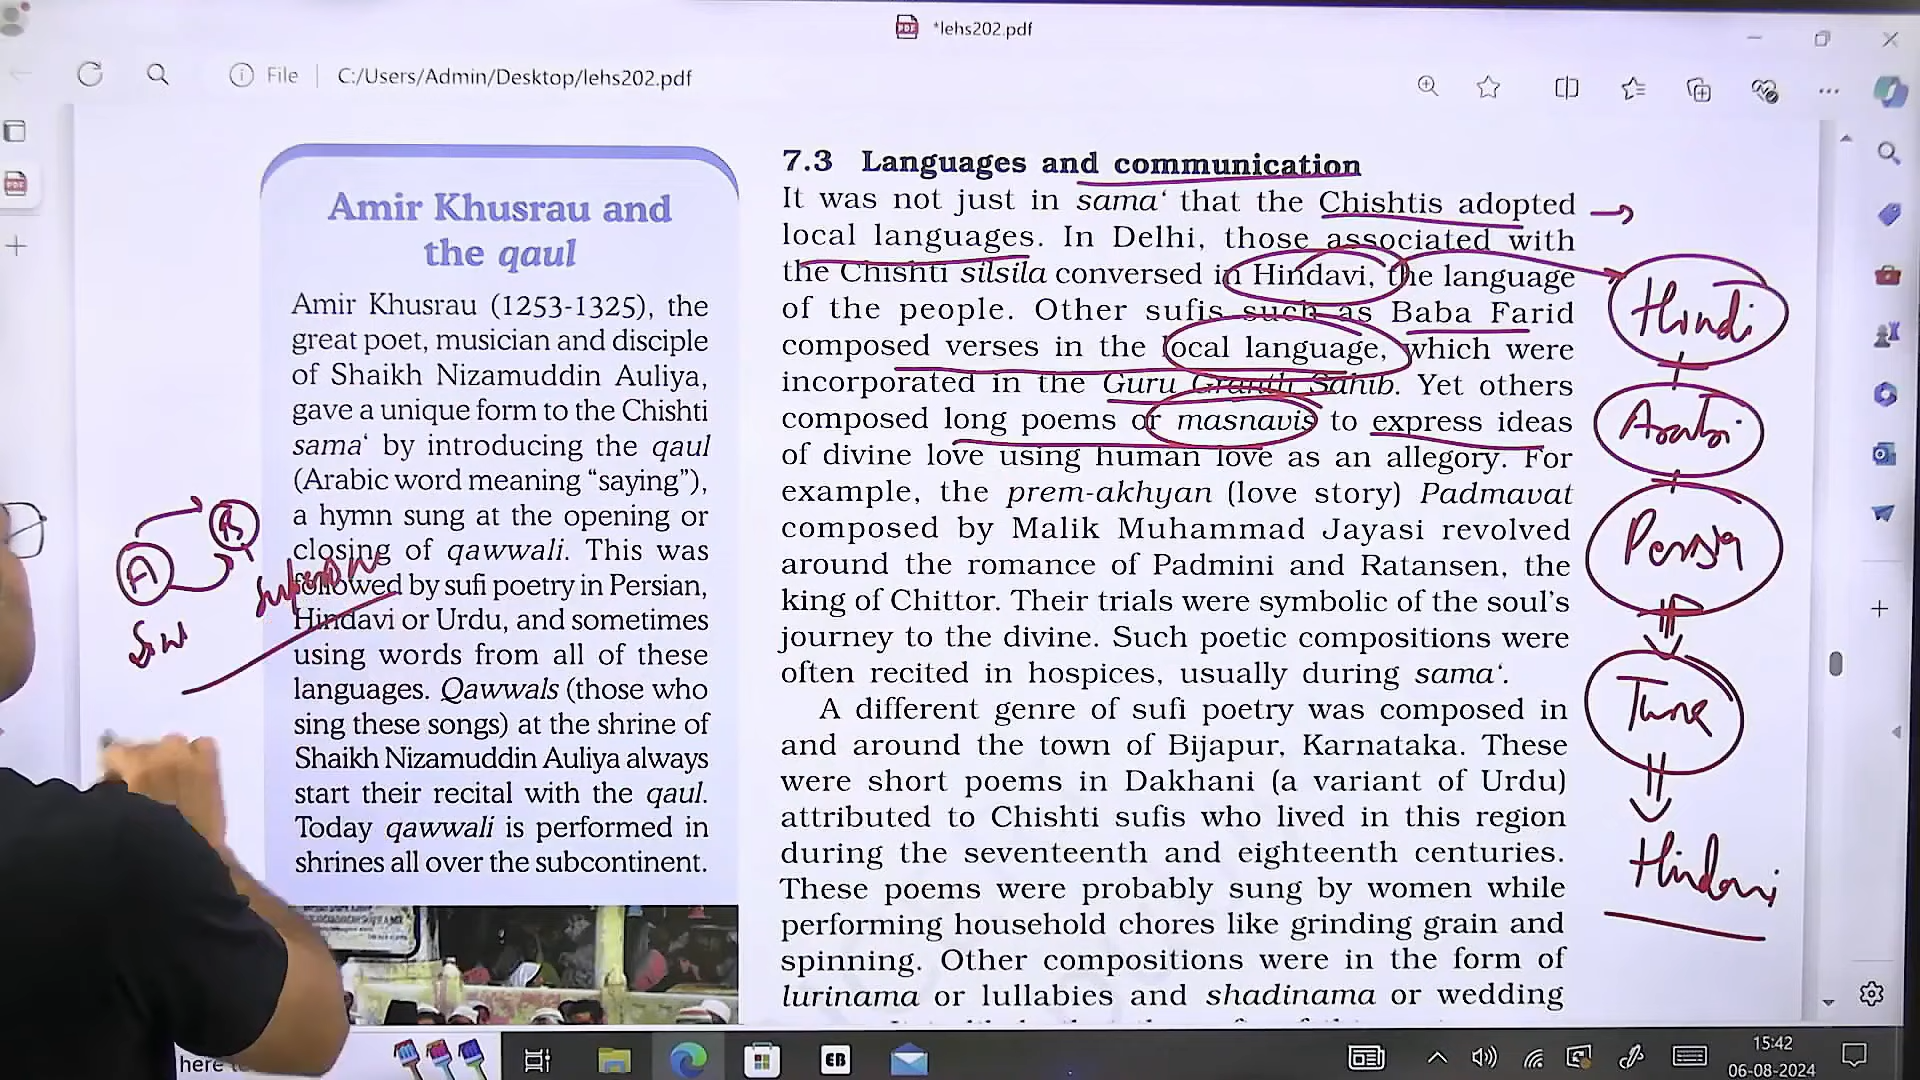 *lehs202.pdf
File
C:/Users/Admin/Desktop/lehs202.pdf
Amir Khusrau and
the qaul
Amir Khusrau (1253-1325), the
great poet, musician and disciple
of Shaikh Nizamuddin Auliya,
gave a unique form to the Chishti
sama‘ by introducing the qaul
(Arabic word meaning “saying”),
a hymn sung at the opening or
closing of qawwali. This was
followed by sufi poetry in Persian,
Hindavi or Urdu, and sometimes
using words from all of these
languages. Qawwals (those who
sing these songs) at the shrine of
Shaikh Nizamuddin Auliya always
start their recital with the qaul.
Today qawwali is performed in
shrines all over the subcontinent.
A
B
7.3 Languages and communication
It was not just in sama‘ that the Chishtis adopted
local languages. In Delhi, those associated with
the Chishti silsila conversed in Hindavi, the language
of the people. Other sufis such as Baba Farid
composed verses in the local language, which were
incorporated in the Guru Granth Sahib. Yet others
composed long poems or masnavis to express ideas
of divine love using human love as an allegory. For
example, the prem-akhyan (love story) Padmavat
composed by Malik Muhammad Jayasi revolved
around the romance of Padmini and Ratansen, the
king of Chittor. Their trials were symbolic of the soul’s
journey to the divine. Such poetic compositions were
often recited in hospices, usually during sama‘.
A different genre of sufi poetry was composed in
and around the town of Bijapur, Karnataka. These
were short poems in Dakhani (a variant of Urdu)
attributed to Chishti sufis who lived in this region
during the seventeenth and eighteenth centuries.
These poems were probably sung by women while
performing household chores like grinding grain and
spinning. Other compositions were in the form of
lurinama or lullabies and shadinama or wedding
Hindi
Arabi
Persia
Hindavi
here
EB
15:42
06-08-2024